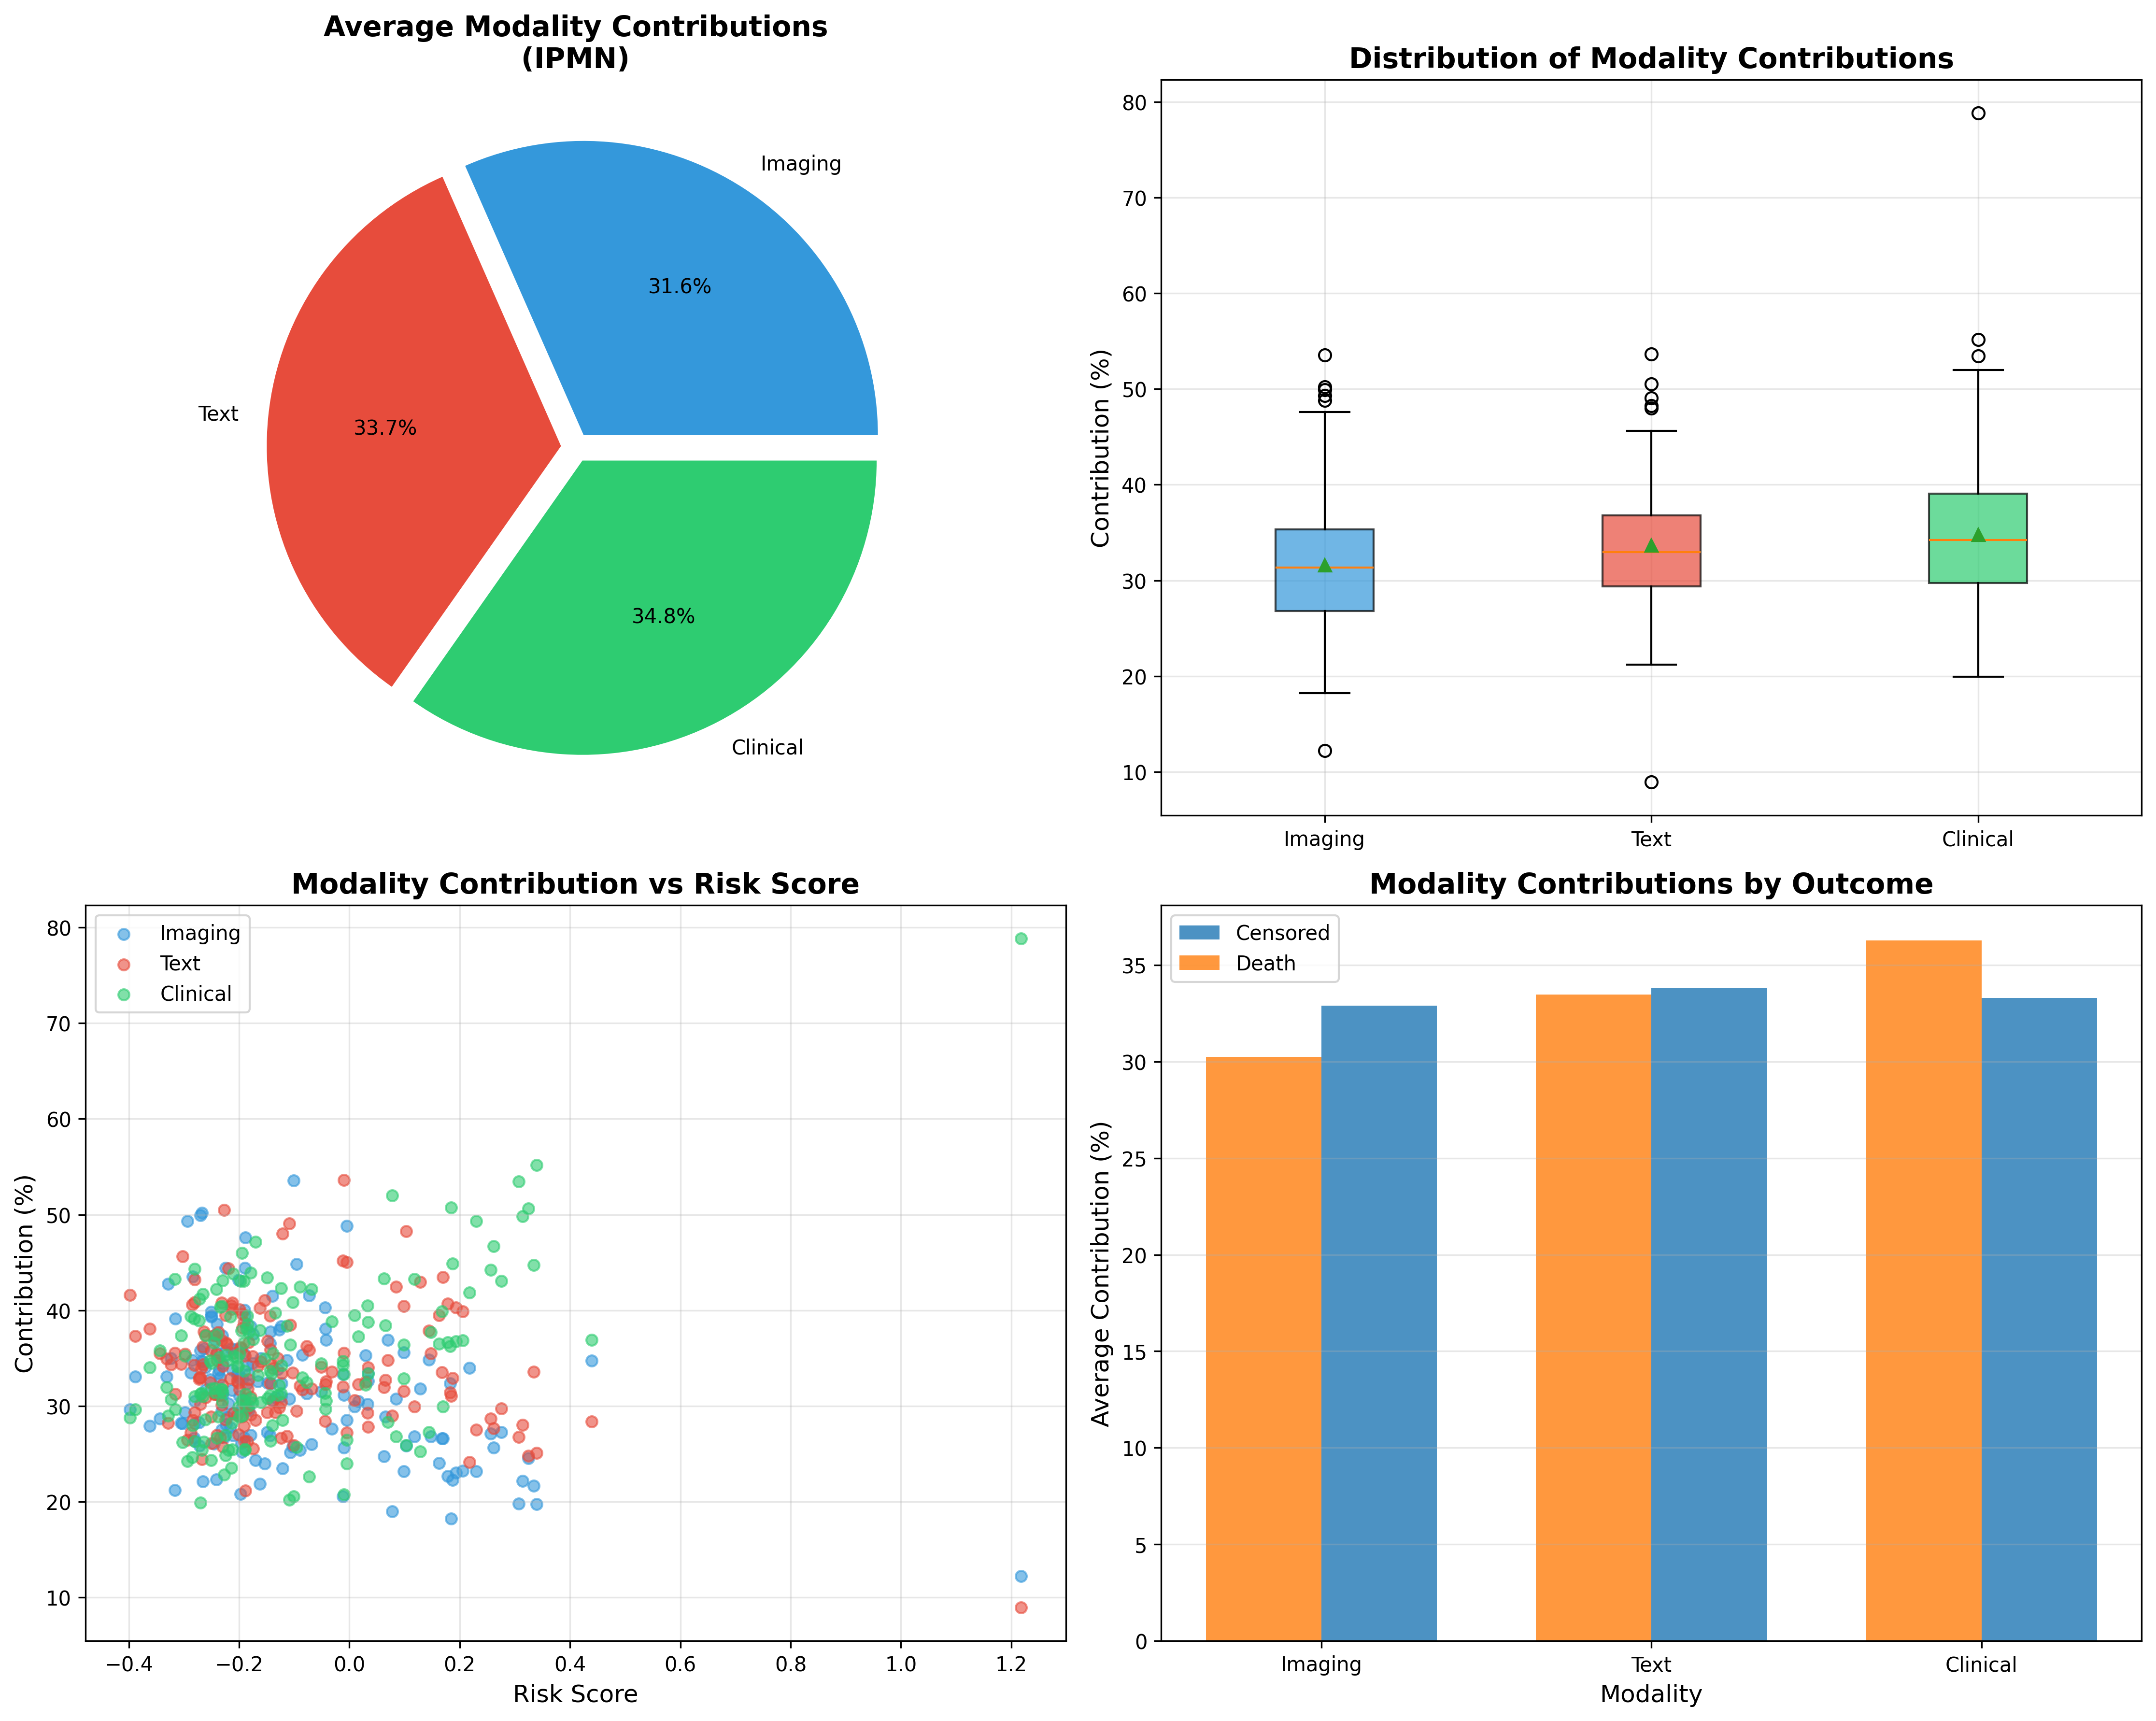 Average Modality Contributions
(IPMN)
Imaging
31.6%
Text
33.7%
34.8%
Clinical
Distribution of Modality Contributions
Contribution (%)
80
70
60
50
40
30
20
10
Imaging
Text
Clinical
Modality Contribution vs Risk Score
Imaging
Text
Clinical
Contribution (%)
80
70
60
50
40
30
20
10
−0.4
−0.2
0.0
0.2
0.4
0.6
0.8
1.0
1.2
Risk Score
Modality Contributions by Outcome
Censored
Death
Average Contribution (%)
35
30
25
20
15
10
5
0
Imaging
Text
Clinical
Modality